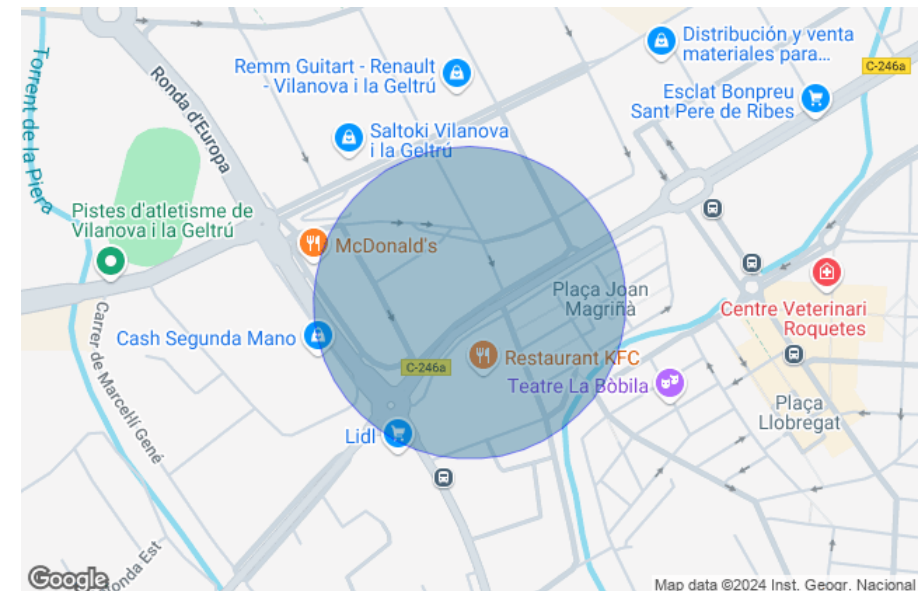 Distribución y venta
materiales para...
C-246a
Remm Guitart - Renault
- Vilanova i la Geltrú
Esclat Bonpreu
Sant Pere de Ribes
Torrent de la Piera
Ronda d'Europa
Saltoki Vilanova
i la Geltrú
Pistes d'atletisme de
Vilanova i la Geltrú
McDonald's
Plaça Joan
Magriñà
Centre Veterinari
Roquetes
Cash Segunda Mano
C-246a
Restaurant KFC
Teatre La Bòbila
Carrer de Marcel·lí Gené
Plaça
Llobregat
Lidl
Ronda Est
Google
Map data ©2024 Inst. Geogr. Nacional